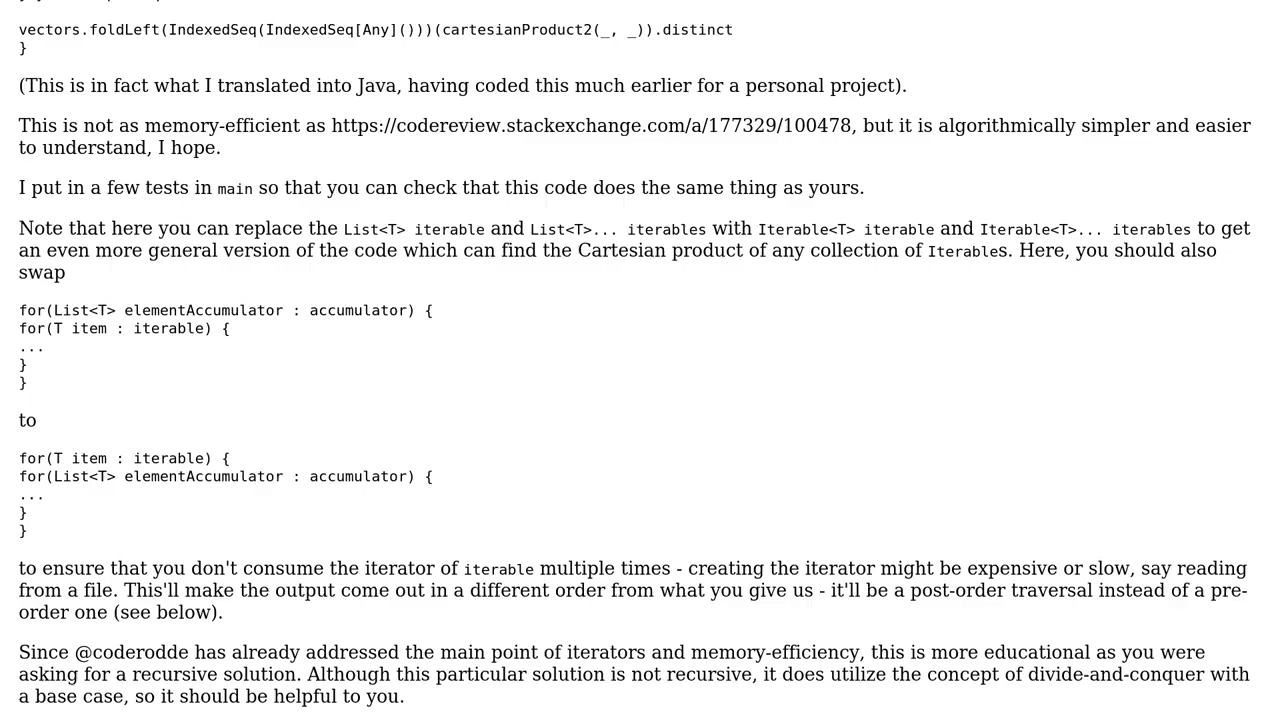 vectors.foldLeft(IndexedSeq(IndexedSeq[Any]()))(cartesianProduct2(_, _)).distinct
}
(This is in fact what I translated into Java, having coded this much earlier for a personal project).
This is not as memory-efficient as https://codereview.stackexchange.com/a/177329/100478, but it is algorithmically simpler and easier
to understand, I hope.
I put in a few tests in main so that you can check that this code does the same thing as yours.
Note that here you can replace the List<T> iterable and List<T>... iterables with Iterable<T> iterable and Iterable<T>... iterables to get
an even more general version of the code which can find the Cartesian product of any collection of Iterables. Here, you should also
swap
for(List<T> elementAccumulator : accumulator) {
for(T item : iterable) {
...
}
}
to
for(T item : iterable) {
for(List<T> elementAccumulator : accumulator) {
...
}
}
to ensure that you don't consume the iterator of iterable multiple times - creating the iterator might be expensive or slow, say reading
from a file. This'll make the output come out in a different order from what you give us - it'll be a post-order traversal instead of a pre-
order one (see below).
Since @coderodde has already addressed the main point of iterators and memory-efficiency, this is more educational as you were
asking for a recursive solution. Although this particular solution is not recursive, it does utilize the concept of divide-and-conquer with
a base case, so it should be helpful to you.